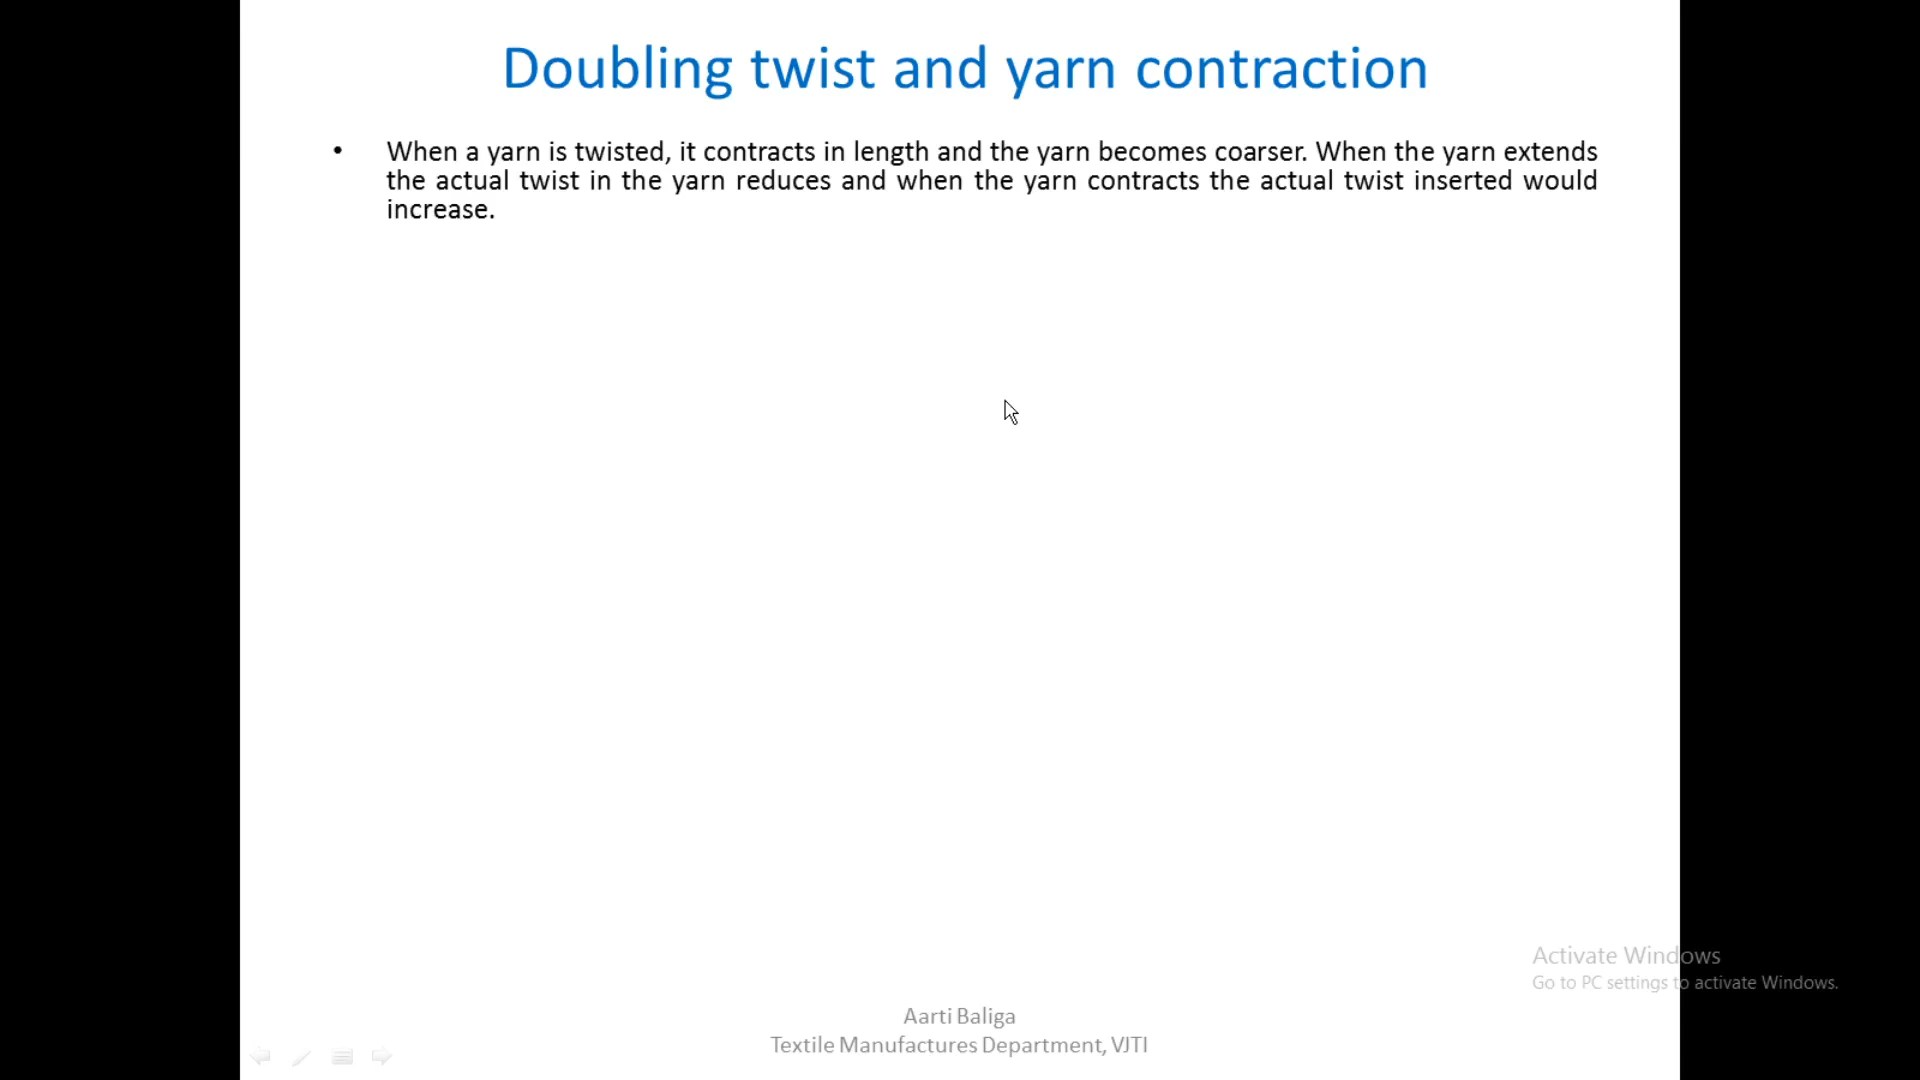 Doubling twist and yarn contraction
• When a yarn is twisted, it contracts in length and the yarn becomes coarser. When the yarn extends
the actual twist in the yarn reduces and when the yarn contracts the actual twist inserted would
increase.
Activate Windows
Go to PC settings to activate Windows.
Aarti Baliga
Textile Manufactures Department, VJTI